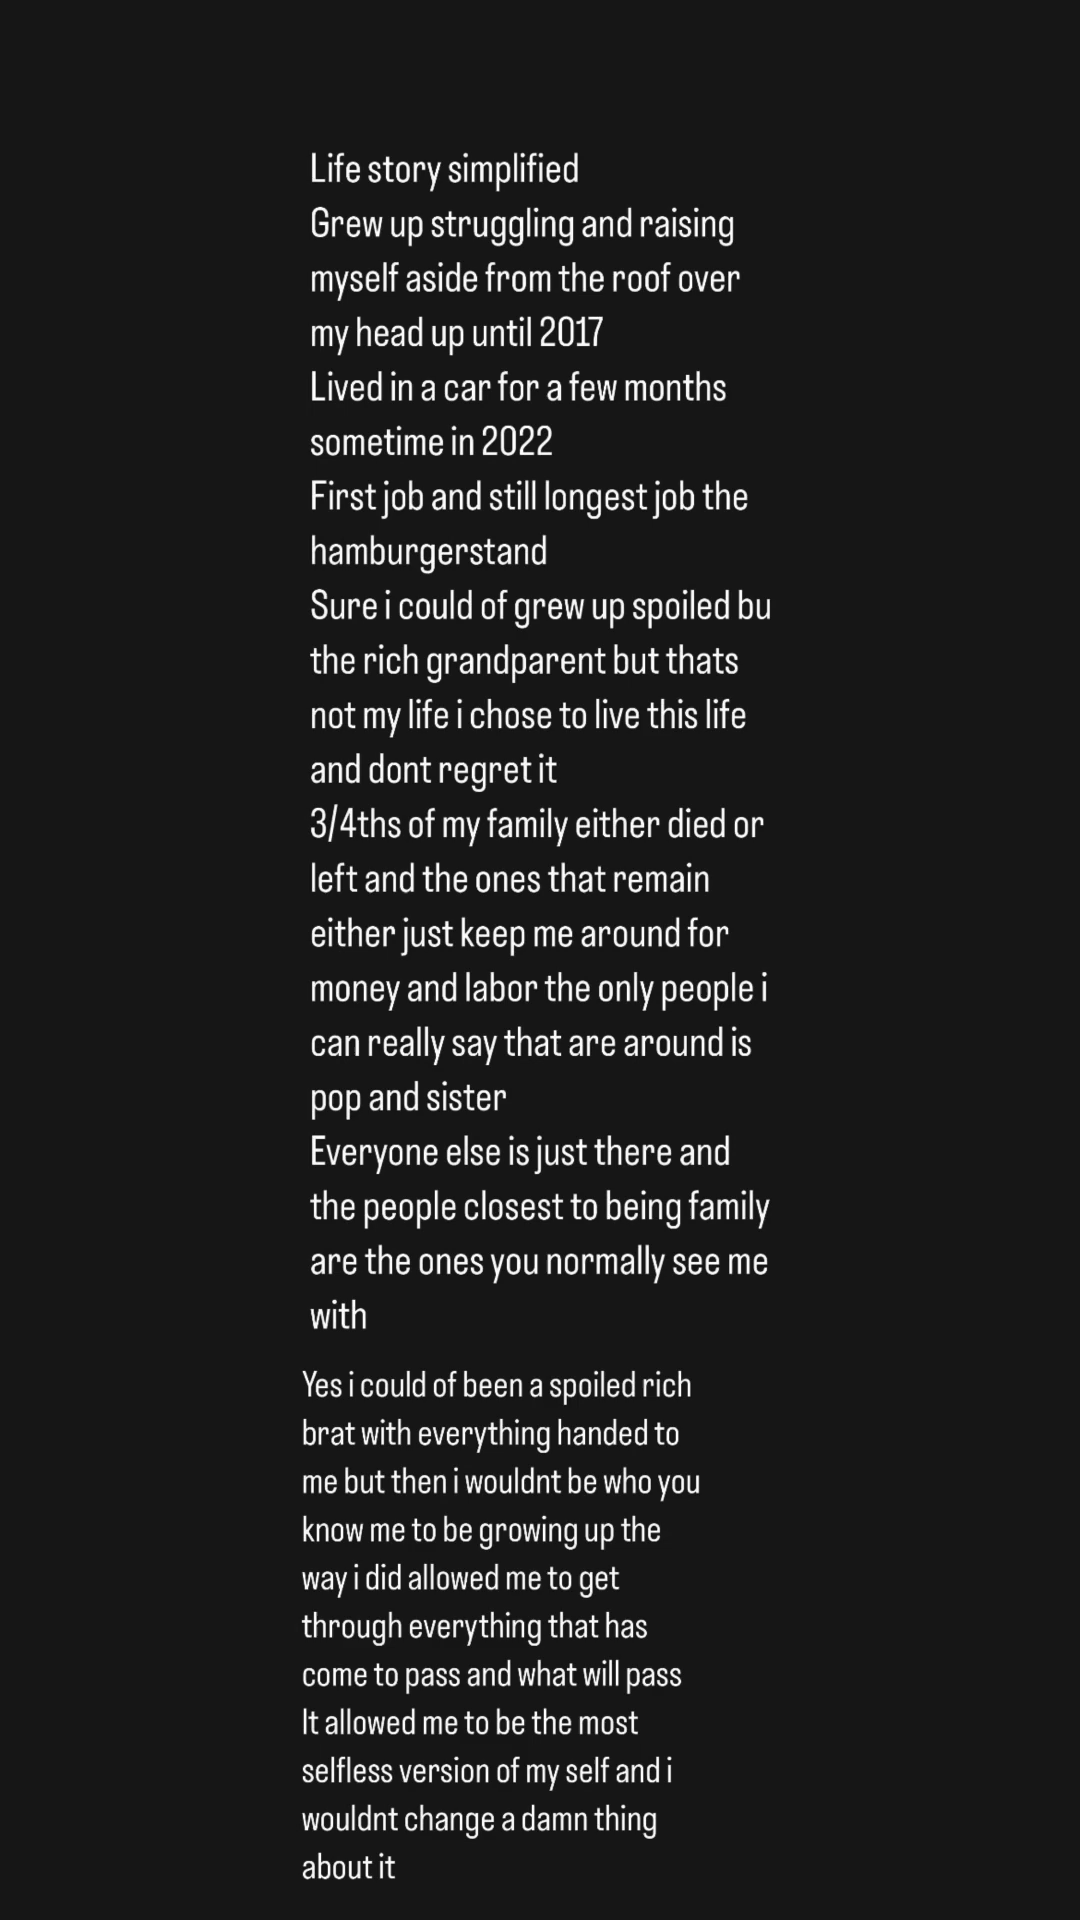 Life story simplified
Grew up struggling and raising
myself aside from the roof over
my head up until 2017
Lived in a car for a few months
sometime in 2022
First job and still longest job the
hamburgerstand
Sure i could of grew up spoiled bu
the rich grandparent but thats
not my life i chose to live this life
and dont regret it
3/4ths of my family either died or
left and the ones that remain
either just keep me around for
money and labor the only people i
can really say that are around is
pop and sister
Everyone else is just there and
the people closest to being family
are the ones you normally see me
with
Yes i could of been a spoiled rich
brat with everything handed to
me but then i wouldnt be who you
know me to be growing up the
way i did allowed me to get
through everything that has
come to pass and what will pass
It allowed me to be the most
selfless version of my self and i
wouldnt change a damn thing
about it